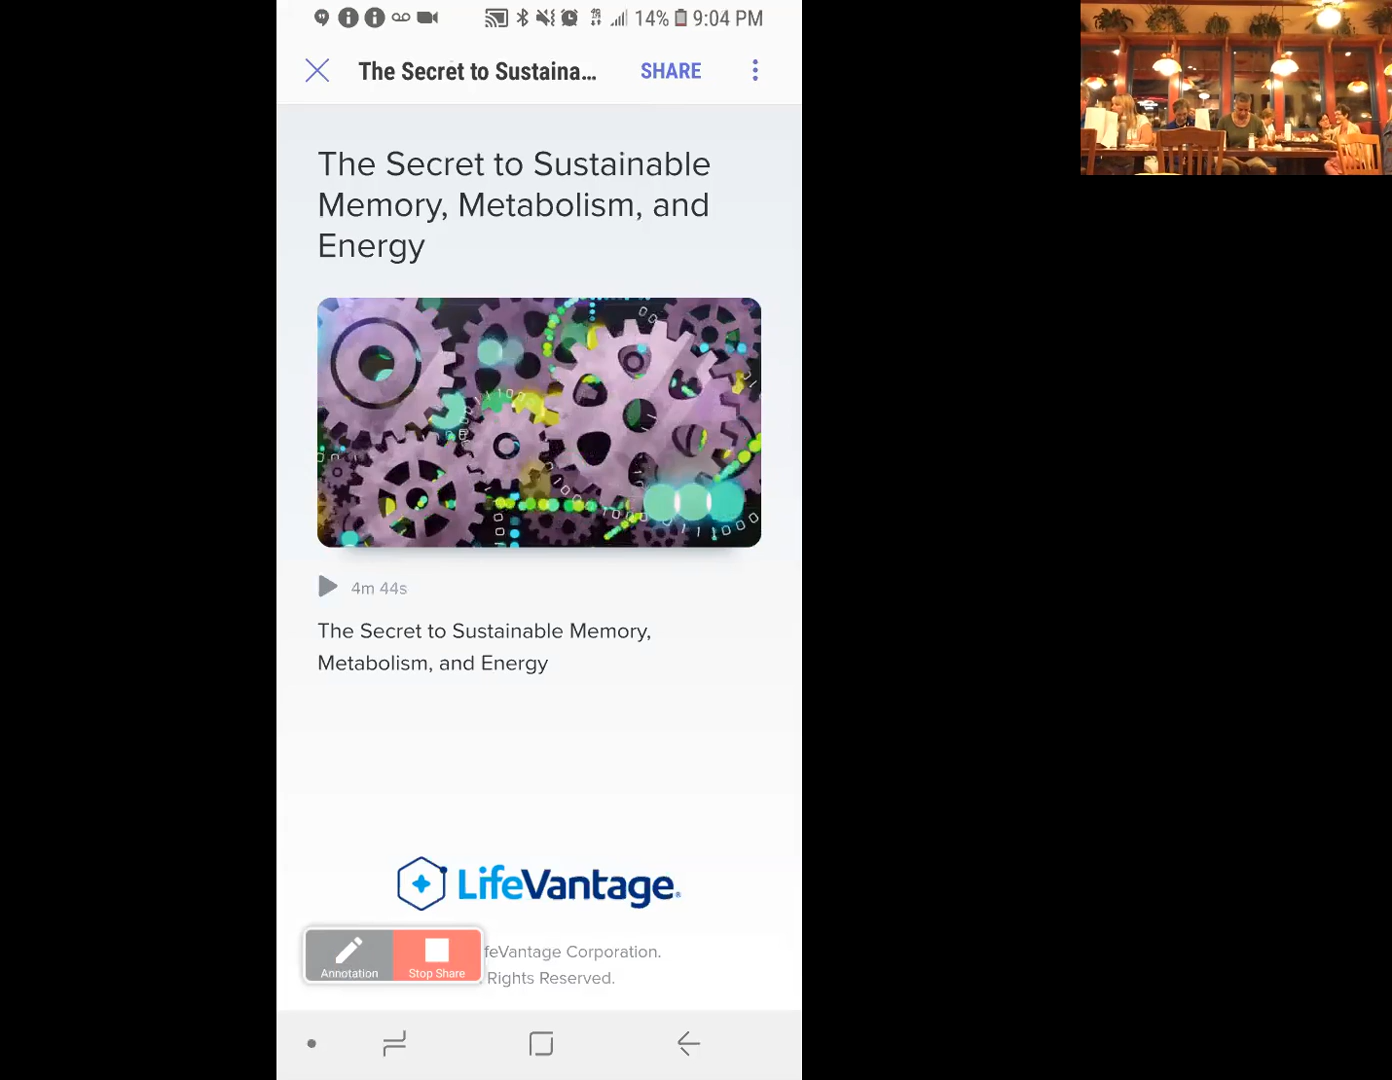 14% 9:04 PM
The Secret to Sustaina... SHARE
The Secret to Sustainable
Memory, Metabolism, and
Energy
4m 44s
The Secret to Sustainable Memory,
Metabolism, and Energy
LifeVantage
feVantage Corporation.
Rights Reserved.
Annotation
Stop Share